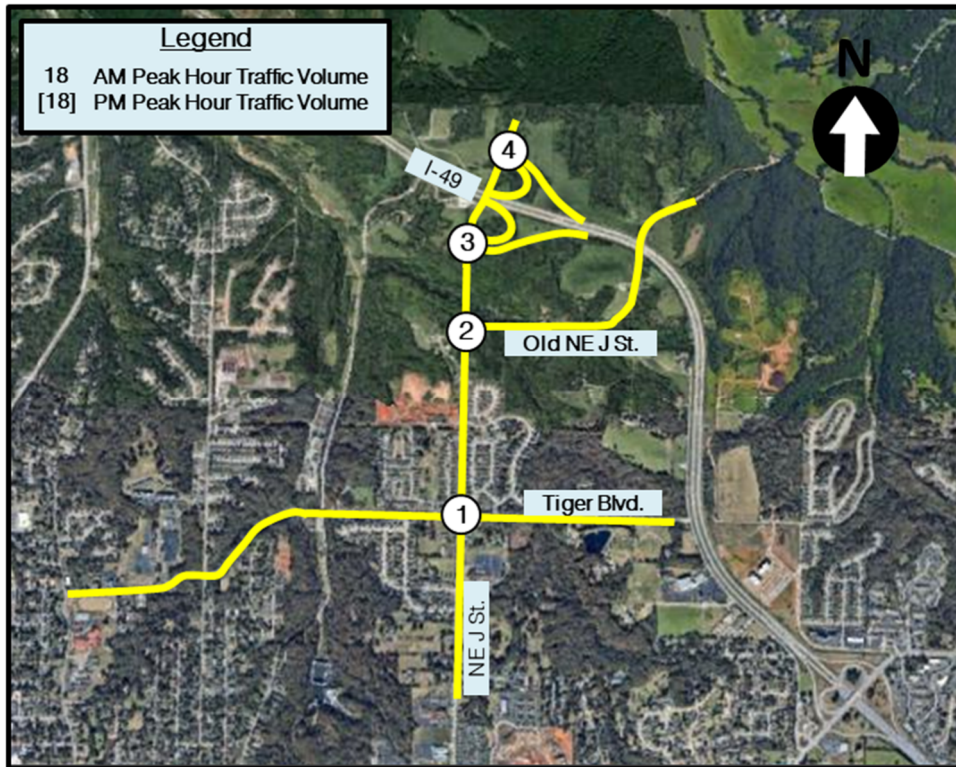 Legend
18 AM Peak Hour Traffic Volume
[18] PM Peak Hour Traffic Volume
N
4
I-49
3
2
Old NE J St.
Tiger Blvd.
1
NE J St.